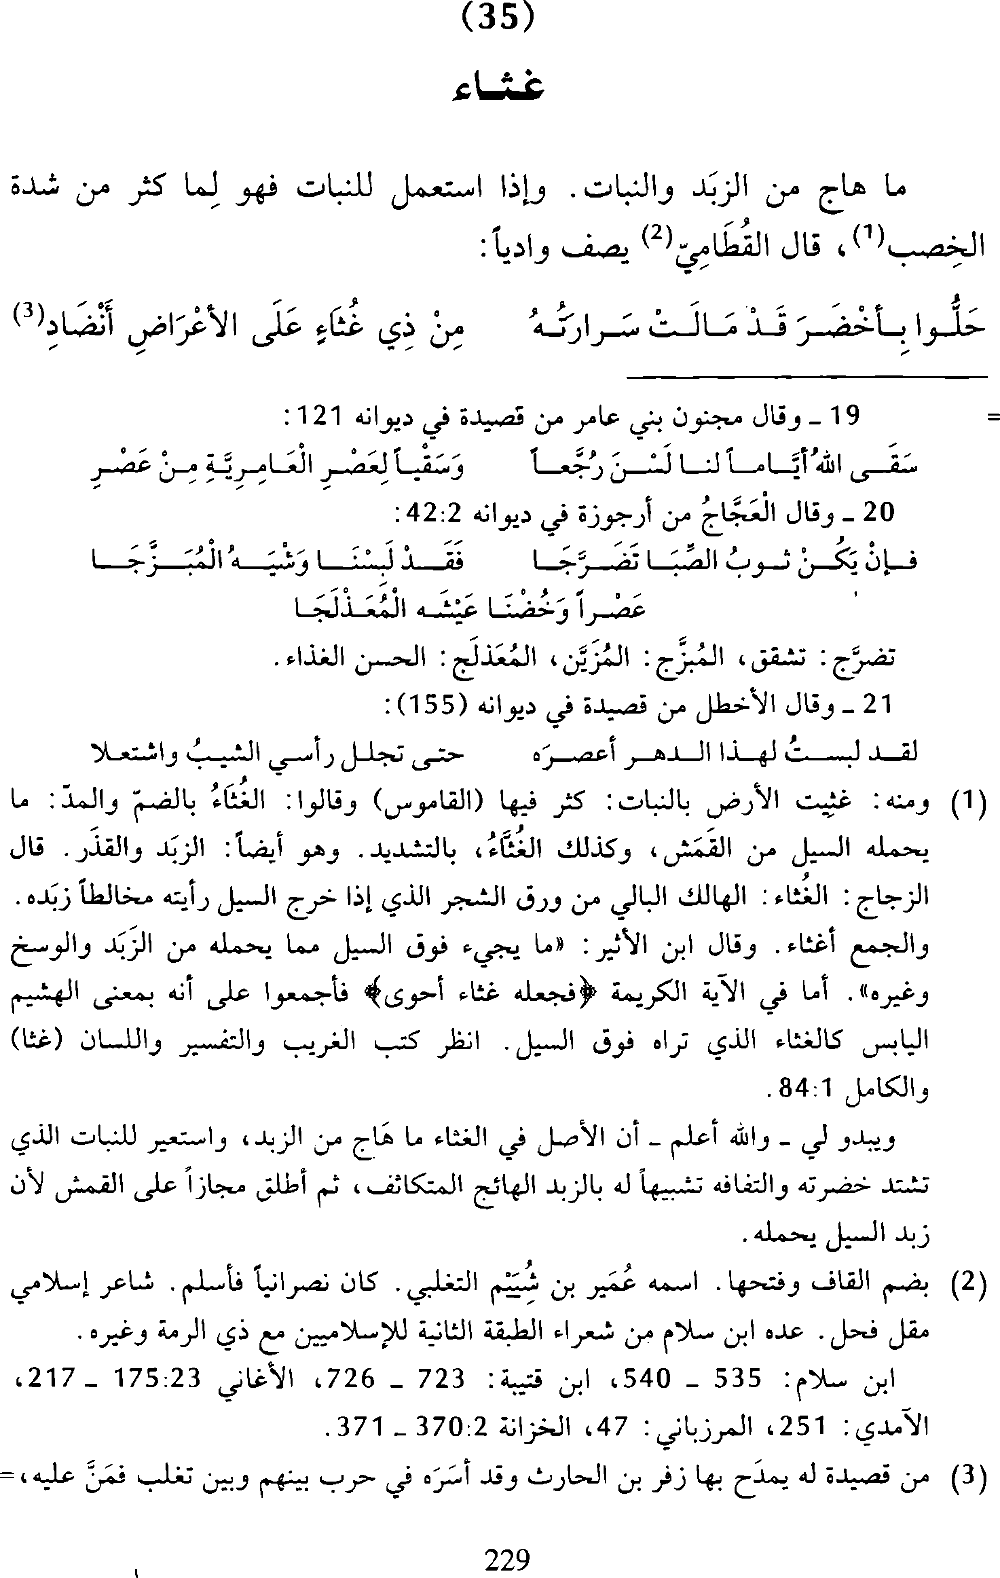 (35)
غثاء
ما هاج من الزبَد والنبات. وإذا استعمل للنبات فهو لِما كثر من شدة
الخِصب(1)، قال القُطَامِيّ(2) يصف وادياً:
حَلُّوا بِأَخْضَرَ قَدْ مَالَتْ سَرارَتُهُ مِنْ ذِي غُثَاءٍ عَلَى الأعْرَاضِ أَنْضَادِ(3)
= 19 ـ وقال مجنون بني عامر من قصيدة في ديوانه 121:
سَقَى اللهُ أيَّاماً لنا لَسْنَ رُجَّعاً وَسَقْياً لِعَصْرِ الْعَامِرِيَّةِ مِنْ عَصْرِ
20 ـ وقال الْعَجَّاجُ من أرجوزة في ديوانه 42:2:
فإنْ يَكُنْ ثوبُ الصِّبَا تَضَرَّجَا فَقَدْ لَبِسْنَا وَشْيَهُ الْمُبَزَّجَا
عَصْراً وَخُضْنَا عَيْشَه الْمُعَذْلَجَا
تضرَّج: تشقق، المُبزَّج: المُزَيَّن، المُعَذلَج: الحسن الغذاء.
21 ـ وقال الأخطل من قصيدة في ديوانه (155):
لقد لبستُ لهذا الدهر أعصرَه حتى تجلل رأسي الشيبُ واشتعلا
(1) ومنه: غثِيت الأرض بالنبات: كثر فيها (القاموس) وقالوا: الغُثَاءُ بالضمّ والمدّ: ما
يحمله السيل من القَمَش، وكذلك الغُثَّاءُ، بالتشديد. وهو أيضاً: الزبَد والقذَر. قال
الزجاج: الغُثاء: الهالك البالي من ورق الشجر الذي إذا خرج السيل رأيته مخالطاً زبَده.
والجمع أغثاء. وقال ابن الأثير: «ما يجيء فوق السيل مما يحمله من الزَبَد والوسخ
وغيره». أما في الآية الكريمة ﴿فجعله غثاء أحوى﴾ فأجمعوا على أنه بمعنى الهشيم
اليابس كالغثاء الذي تراه فوق السيل. انظر كتب الغريب والتفسير واللسان (غثا)
والكامل 84:1.
ويبدو لي - والله أعلم - أن الأصل في الغثاء ما هَاج من الزبد، واستعير للنبات الذي
تشتد خضرته والتفافه تشبيهاً له بالزبد الهائج المتكاثف، ثم أطلق مجازاً على القمش لأن
زبد السيل يحمله.
(2) بضم القاف وفتحها. اسمه عُمَير بن شُيَيْم التغلبي. كان نصرانياً فأسلم. شاعر إسلامي
مقل فحل. عده ابن سلام من شعراء الطبقة الثانية للإسلاميين مع ذي الرمة وغيره.
ابن سلام: 535 ـ 540، ابن قتيبة: 723 ـ 726، الأغاني 175:23 ـ 217،
الآمدي: 251، المرزباني: 47، الخزانة 370:2 ـ 371.
(3) من قصيدة له يمدَح بها زفر بن الحارث وقد أسَرَه في حرب بينهم وبين تغلب فمَنَّ عليه، =
229